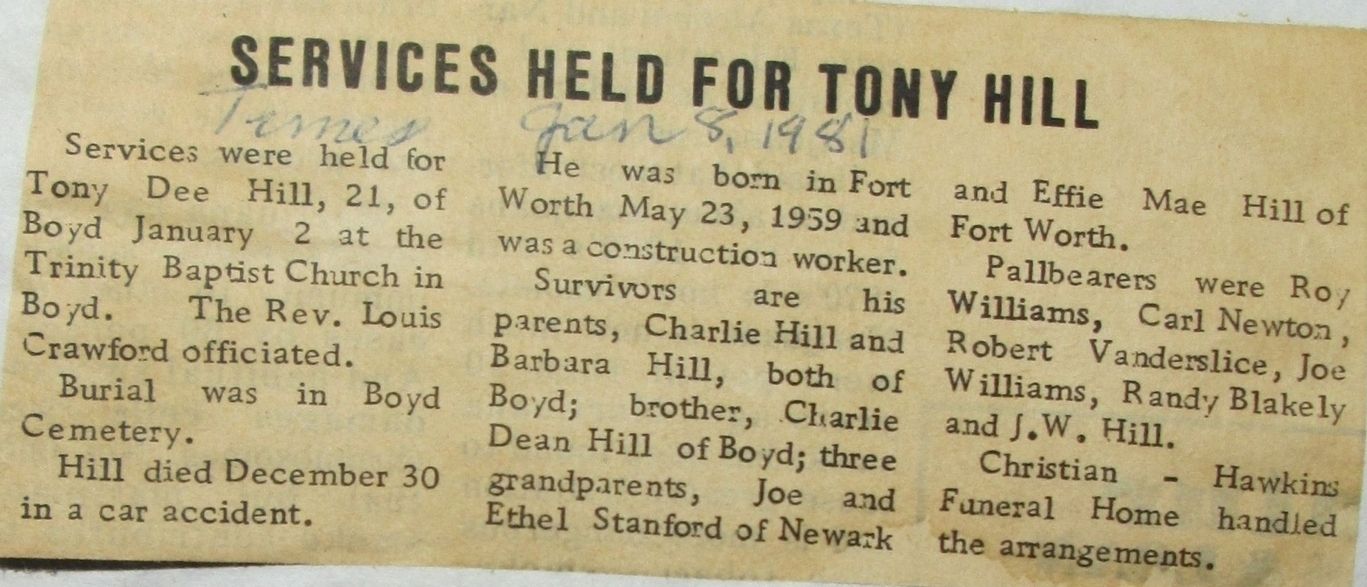 SERVICES HELD FOR TONY HILL
Times Jan 8, 1981
Services were held for
Tony Dee Hill, 21, of
Boyd January 2 at the
Trinity Baptist Church in
Boyd. The Rev. Louis
Crawford officiated.
Burial was in Boyd
Cemetery.
Hill died December 30
in a car accident.
He was born in Fort
Worth May 23, 1959 and
was a construction worker.
Survivors are his
parents, Charlie Hill and
Barbara Hill, both of
Boyd; brother, Charlie
Dean Hill of Boyd; three
grandparents, Joe and
Ethel Stanford of Newark
and Effie Mae Hill of
Fort Worth.
Pallbearers were Roy
Williams, Carl Newton,
Robert Vanderslice, Joe
Williams, Randy Blakely
and J.W. Hill.
Christian - Hawkins
Funeral Home handled
the arrangements.